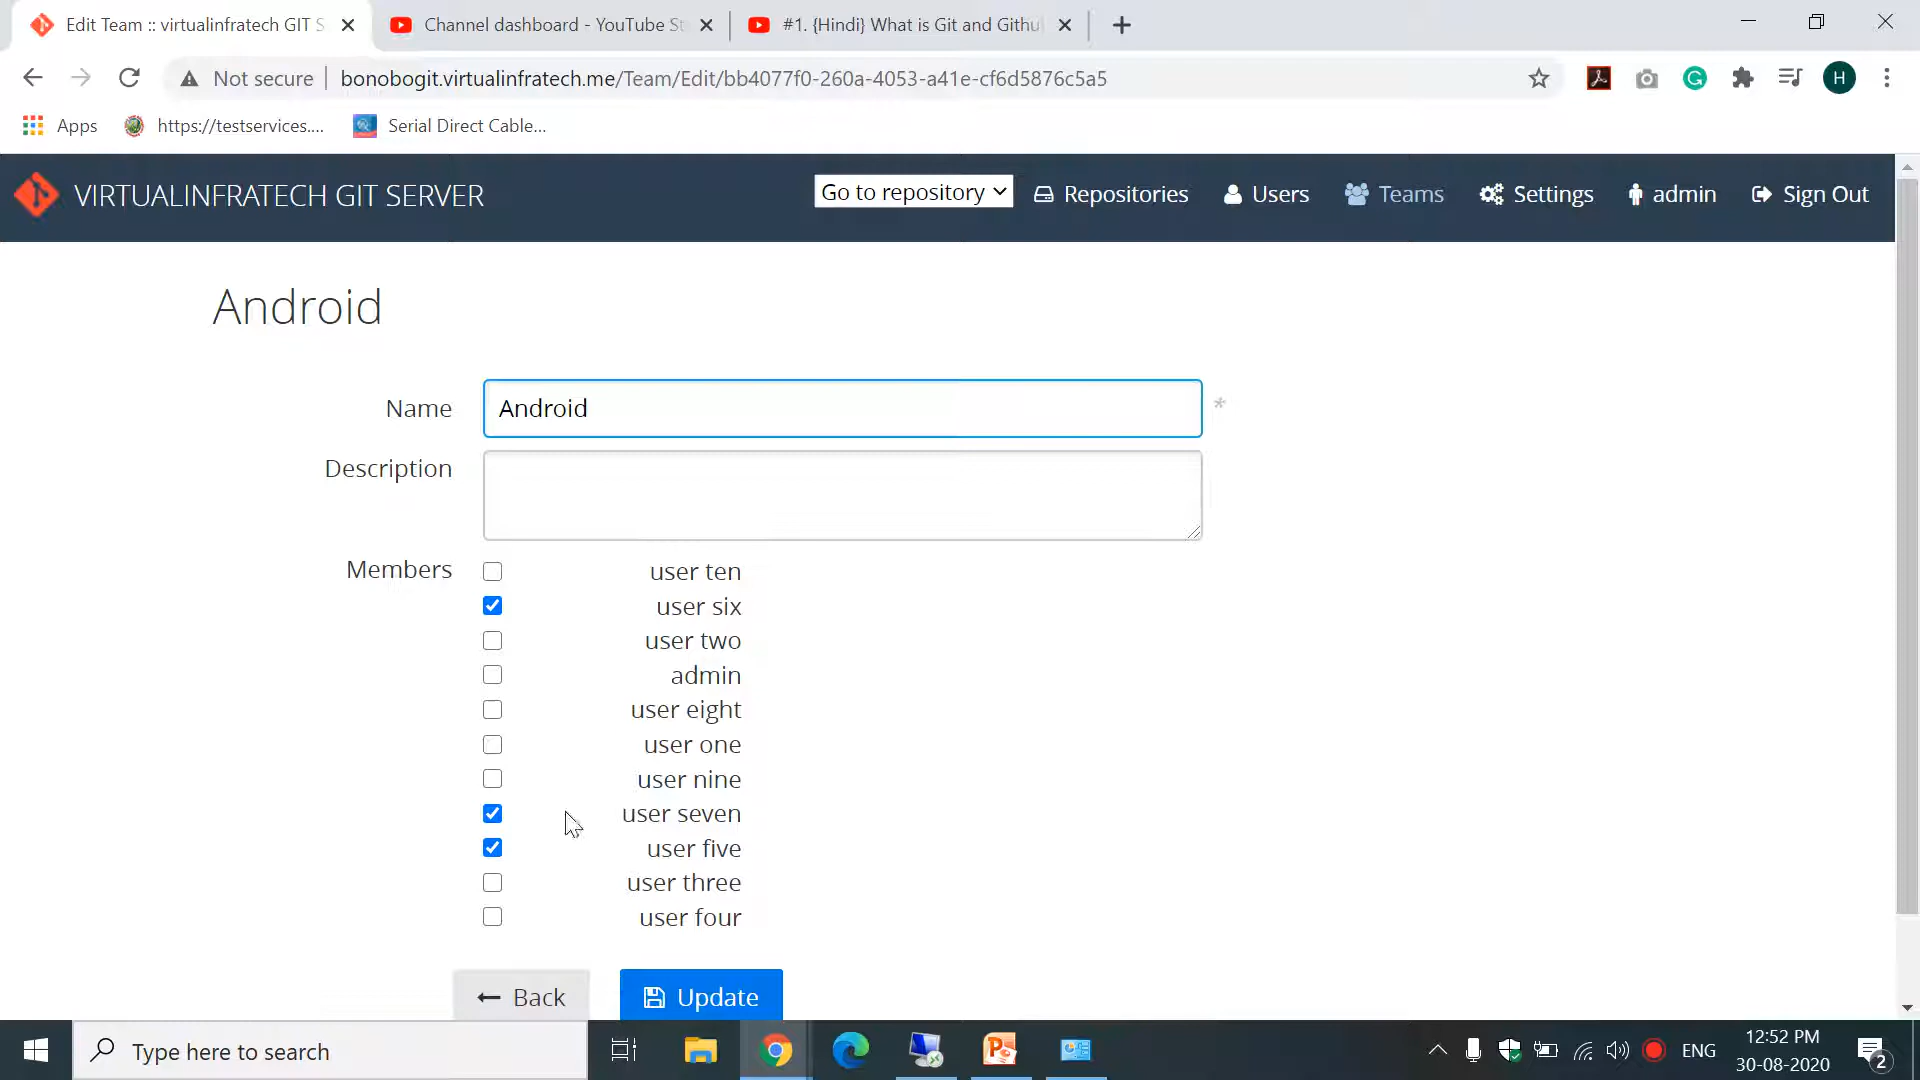 Edit Team :: virtualinfratech GIT S
Channel dashboard - YouTube St
#1. {Hindi} What is Git and Githu
Not secure
bonobogit.virtualinfratech.me/Team/Edit/bb4077f0-260a-4053-a41e-cf6d5876c5a5
H
Apps
https://testservices....
Serial Direct Cable...
VIRTUALINFRATECH GIT SERVER
Go to repository
Repositories
Users
Teams
Settings
admin
Sign Out
Android
Name
Android
*
Description
Members
user ten
user six
user two
admin
user eight
user one
user nine
user seven
user five
user three
user four
Back
Update
Type here to search
ENG
12:52 PM
30-08-2020
2